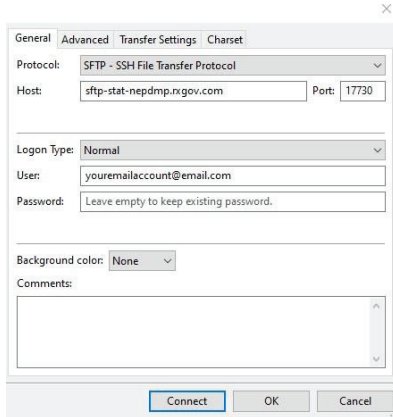 General Advanced Transfer Settings Charset
Protocol: SFTP - SSH File Transfer Protocol
Host: sftp-stat-nepdmp.rxgov.com Port: 17730
Logon Type: Normal
User: youremailaccount@email.com
Password: Leave empty to keep existing password.
Background color: None
Comments:
Connect OK Cancel